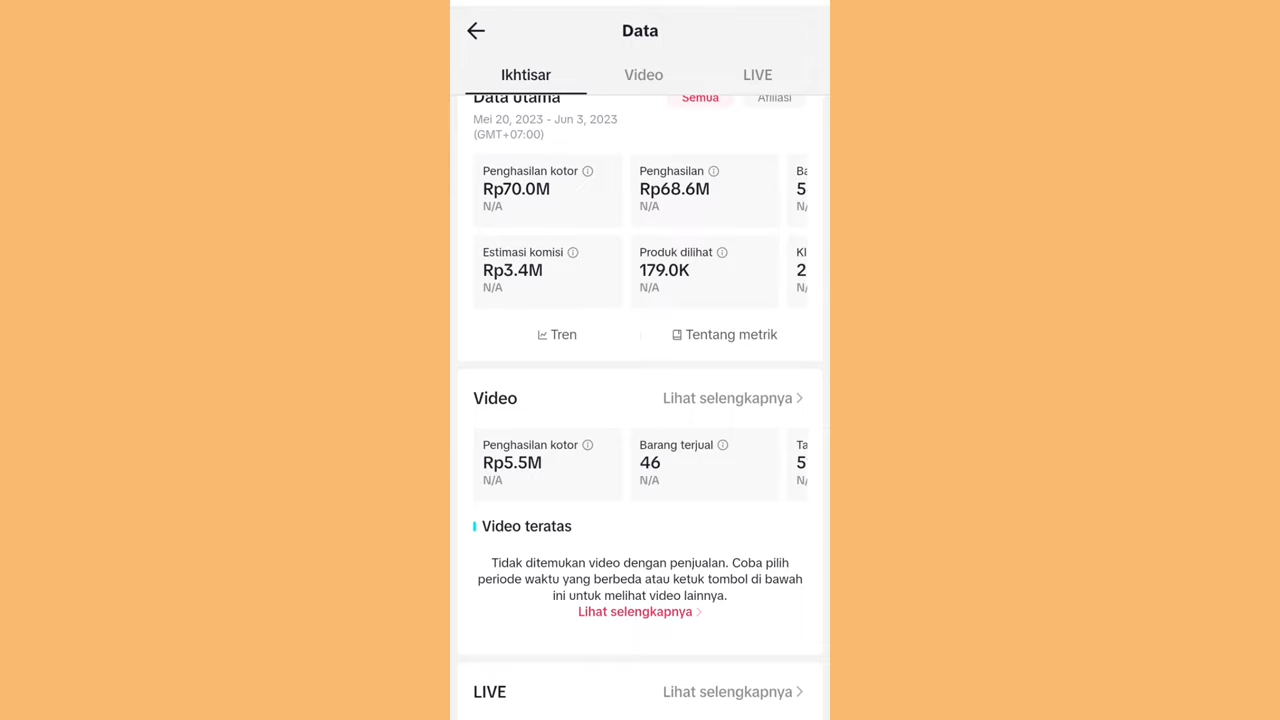 Data
Ikhtisar Video LIVE
Data utama Semua Afiliasi
Mei 20, 2023 - Jun 3, 2023
(GMT+07:00)
Penghasilan kotor Penghasilan
Rp70.0M Rp68.6M
N/A N/A
Estimasi komisi Produk dilihat
Rp3.4M 179.0K
N/A N/A
Tren Tentang metrik
Video Lihat selengkapnya
Penghasilan kotor Barang terjual
Rp5.5M 46
N/A N/A
Video teratas
Tidak ditemukan video dengan penjualan. Coba pilih
periode waktu yang berbeda atau ketuk tombol di bawah
ini untuk melihat video lainnya.
Lihat selengkapnya
LIVE Lihat selengkapnya